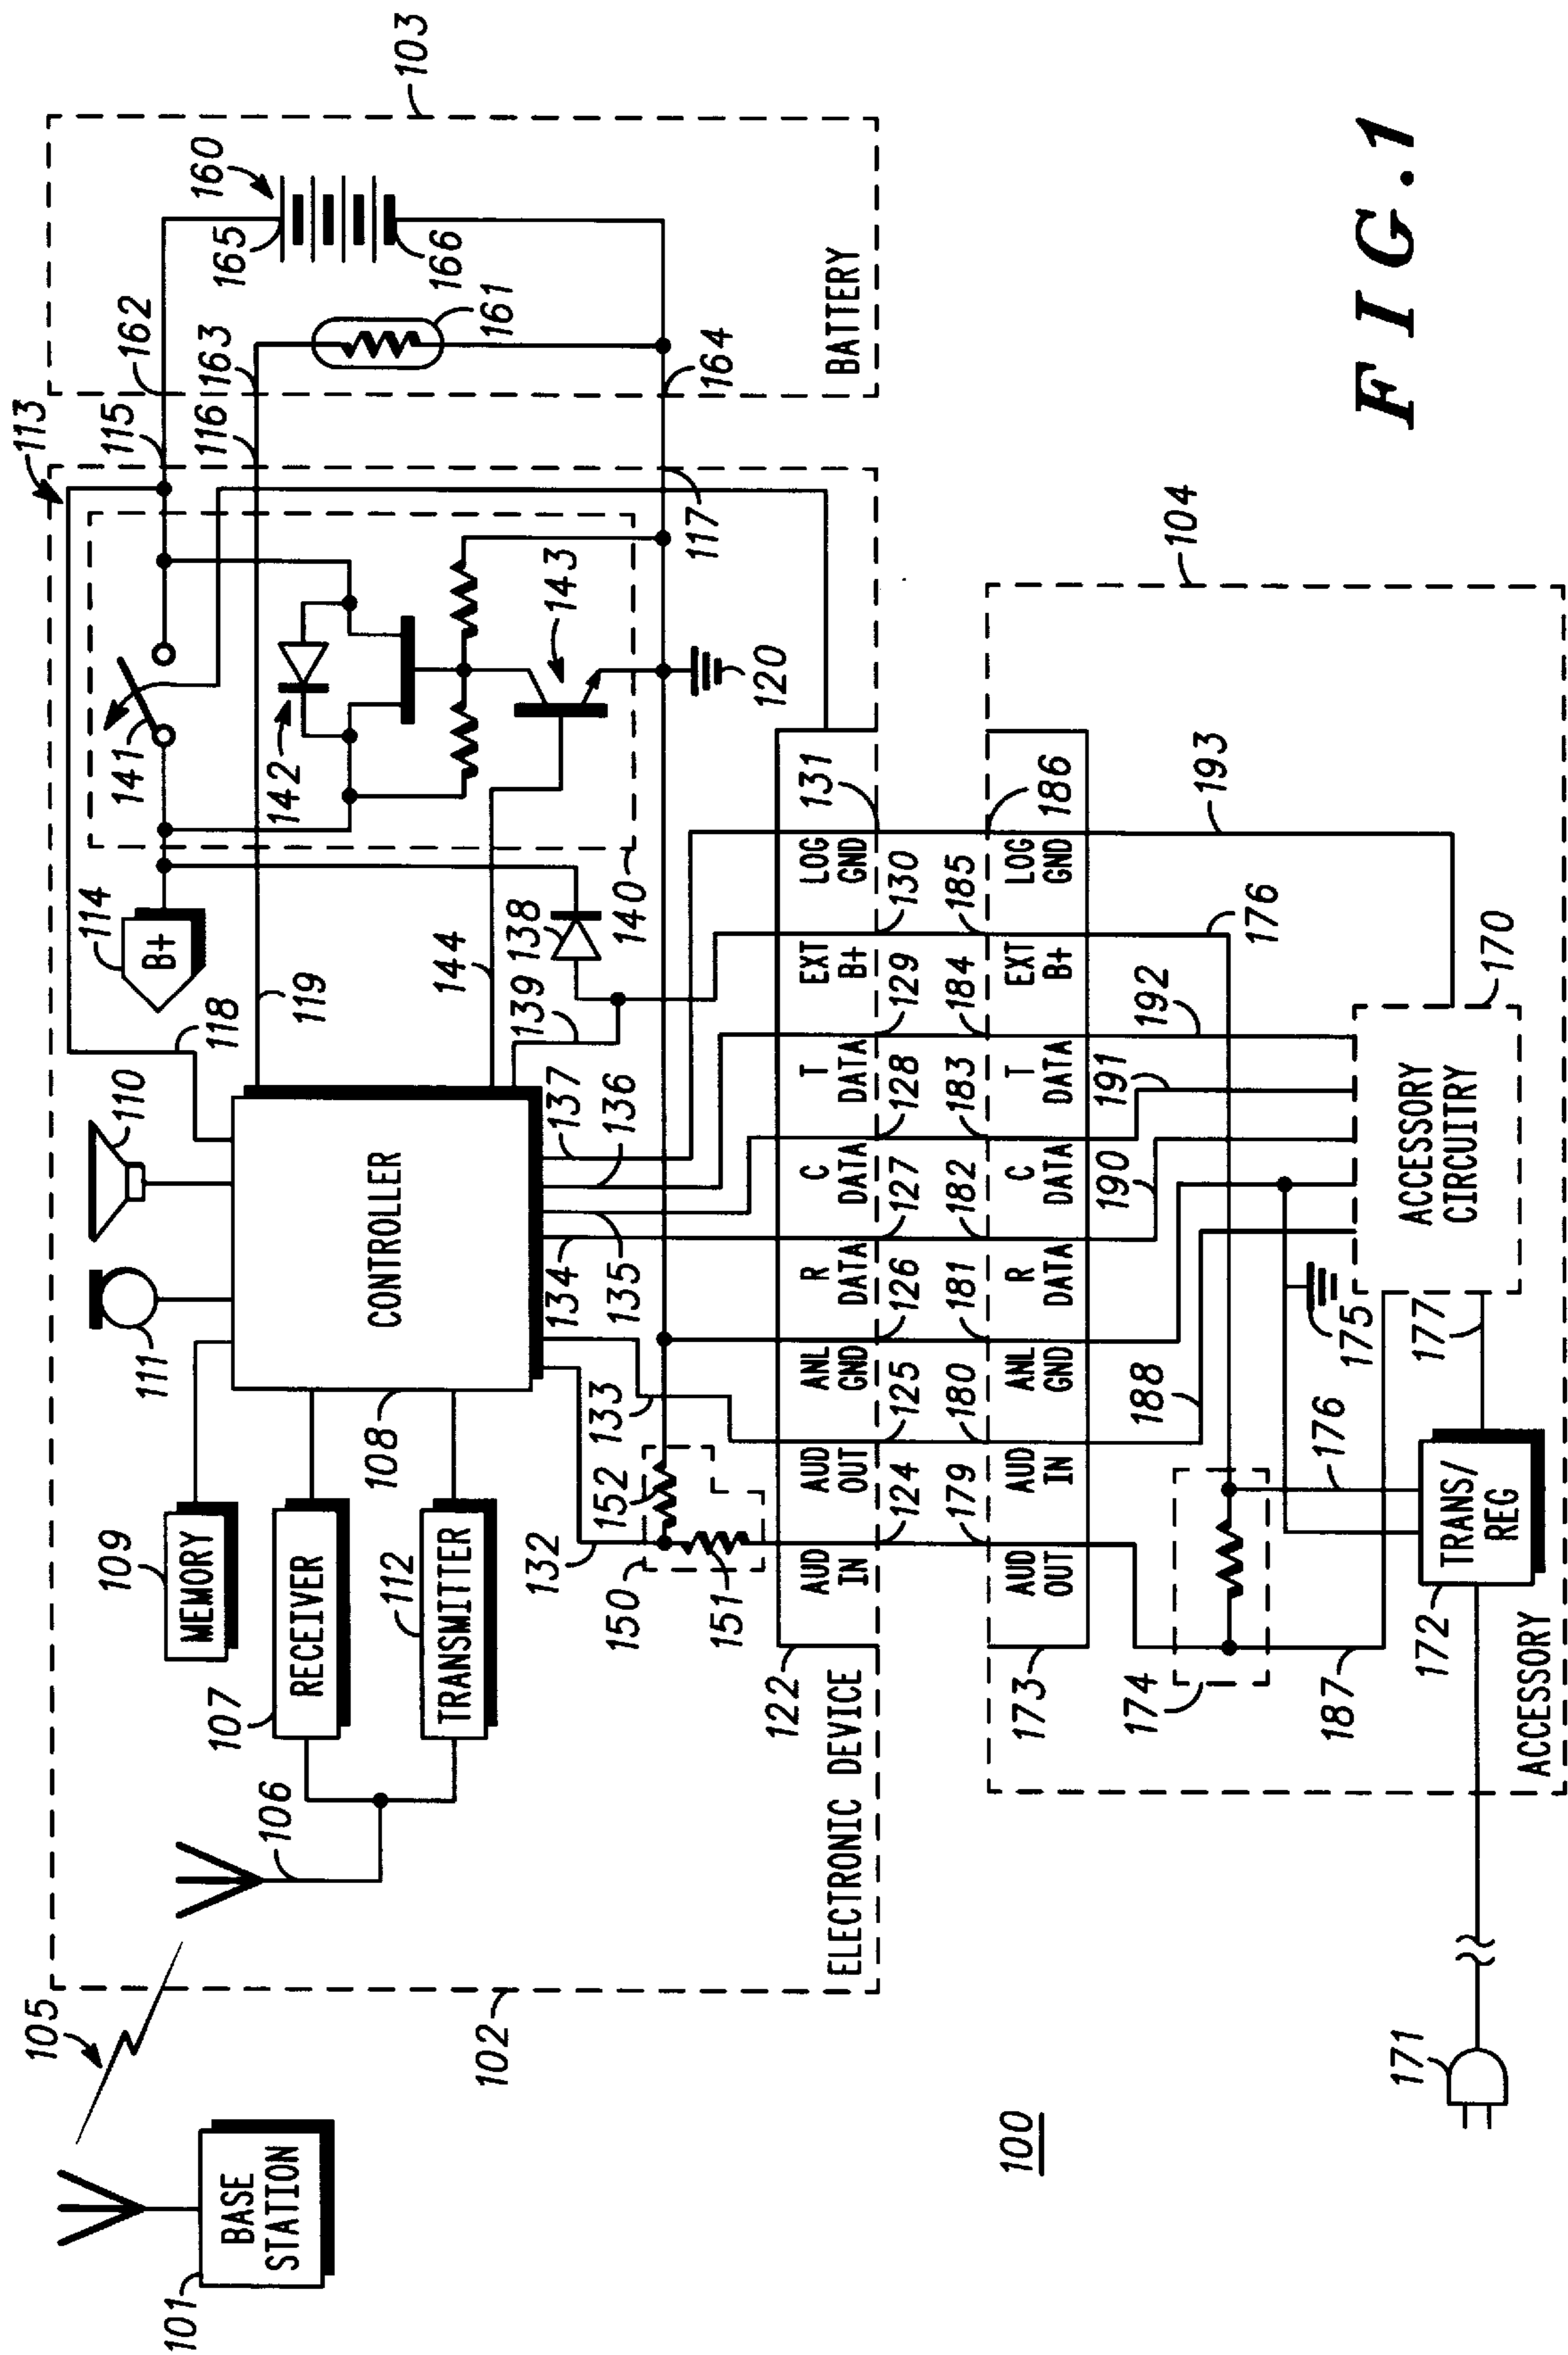 113
103
118
114
B+
141
115
162
165
160
110
111
116
163
119
142
143
166
161
109
MEMORY
107
RECEIVER
112
TRANSMITTER
108
CONTROLLER
144
139
138
140
120
117
164
BATTERY
105
106
101
BASE
STATION
102
132
133
134
135
136
137
150
152
151
ELECTRONIC DEVICE
122
AUD
IN
AUD
OUT
ANL
GND
R
DATA
C
DATA
T
DATA
EXT
B+
LOG
GND
124
125
126
127
128
129
130
131
179
180
181
182
183
184
185
186
173
AUD
OUT
AUD
IN
ANL
GND
R
DATA
C
DATA
T
DATA
EXT
B+
LOG
GND
104
174
188
190
191
192
176
193
187
176
175
177
170
ACCESSORY
CIRCUITRY
172
TRANS/
REG
ACCESSORY
171
100
FIG.1